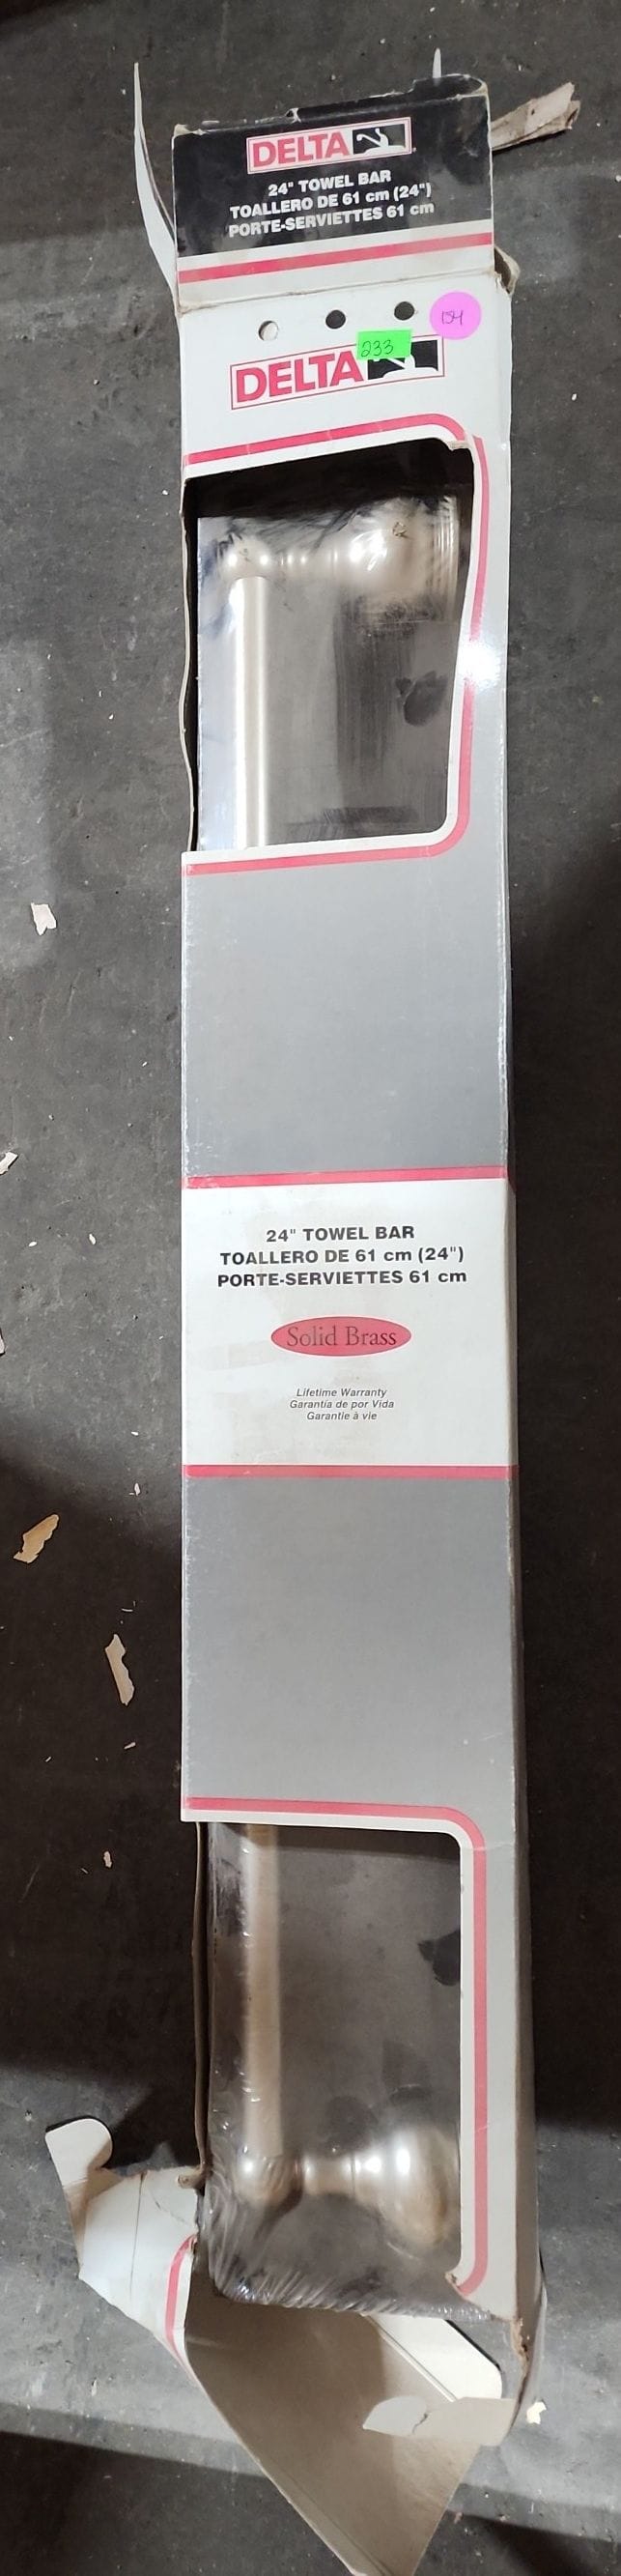 DELTA
24" TOWEL BAR
TOALLERO DE 61 cm (24")
PORTE-SERVIETTES 61 cm
233
DELTA
24" TOWEL BAR
TOALLERO DE 61 cm (24")
PORTE-SERVIETTES 61 cm
Solid Brass
Lifetime Warranty
Garantía de por Vida
Garantie à vie